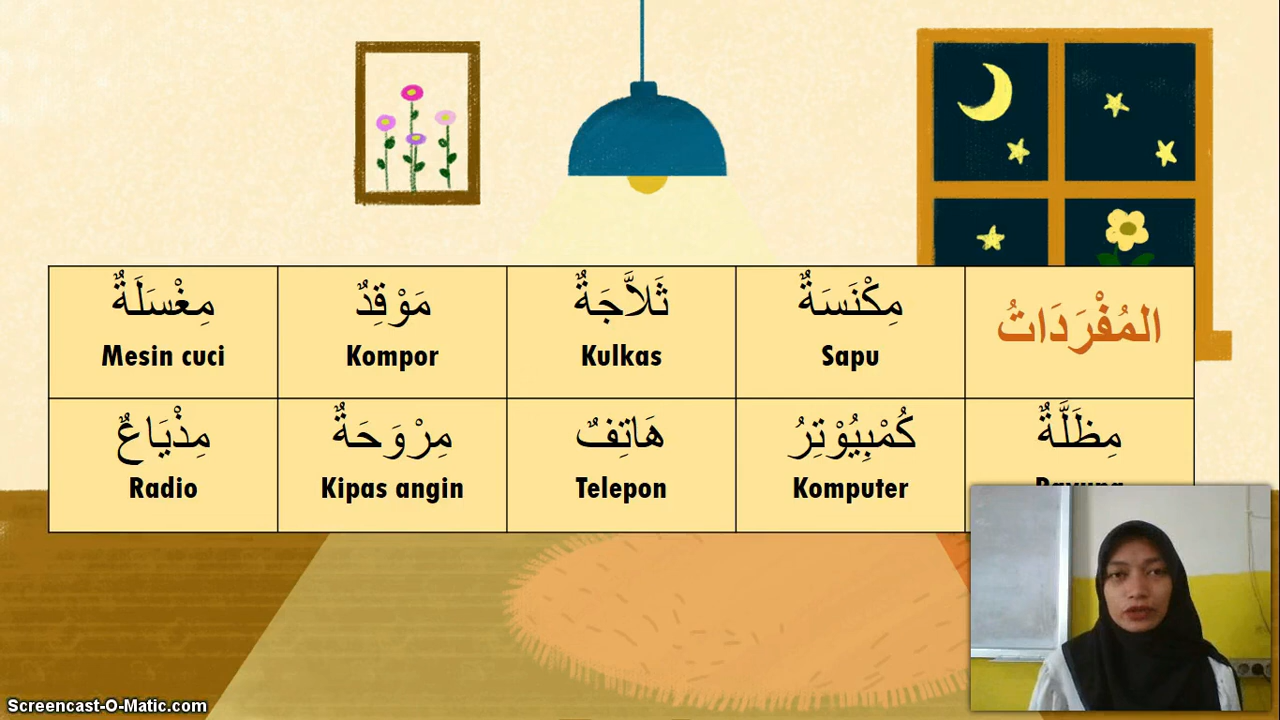 المُفْرَدَاتُ
مِكْنَسَةٌ
Sapu
ثَلاَّجَةٌ
Kulkas
مَوْقِدٌ
Kompor
مِغْسَلَةٌ
Mesin cuci
مِظَلَّةٌ
كُمْبِيُوْتِرُ
Komputer
هَاتِفٌ
Telepon
مِرْوَحَةٌ
Kipas angin
مِذْيَاعٌ
Radio
Screencast-O-Matic.com